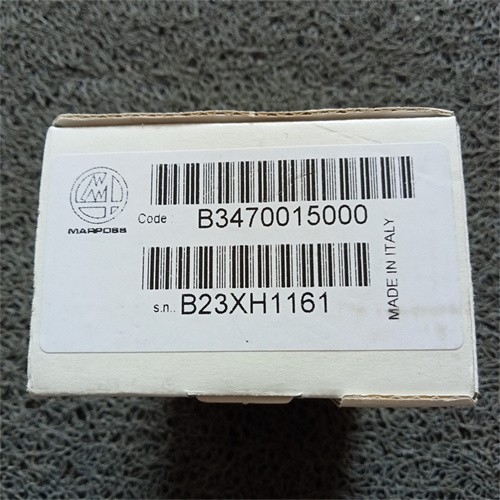 MARPOSS
Code : B3470015000
s.n.. B23XH1161
MADE IN ITALY